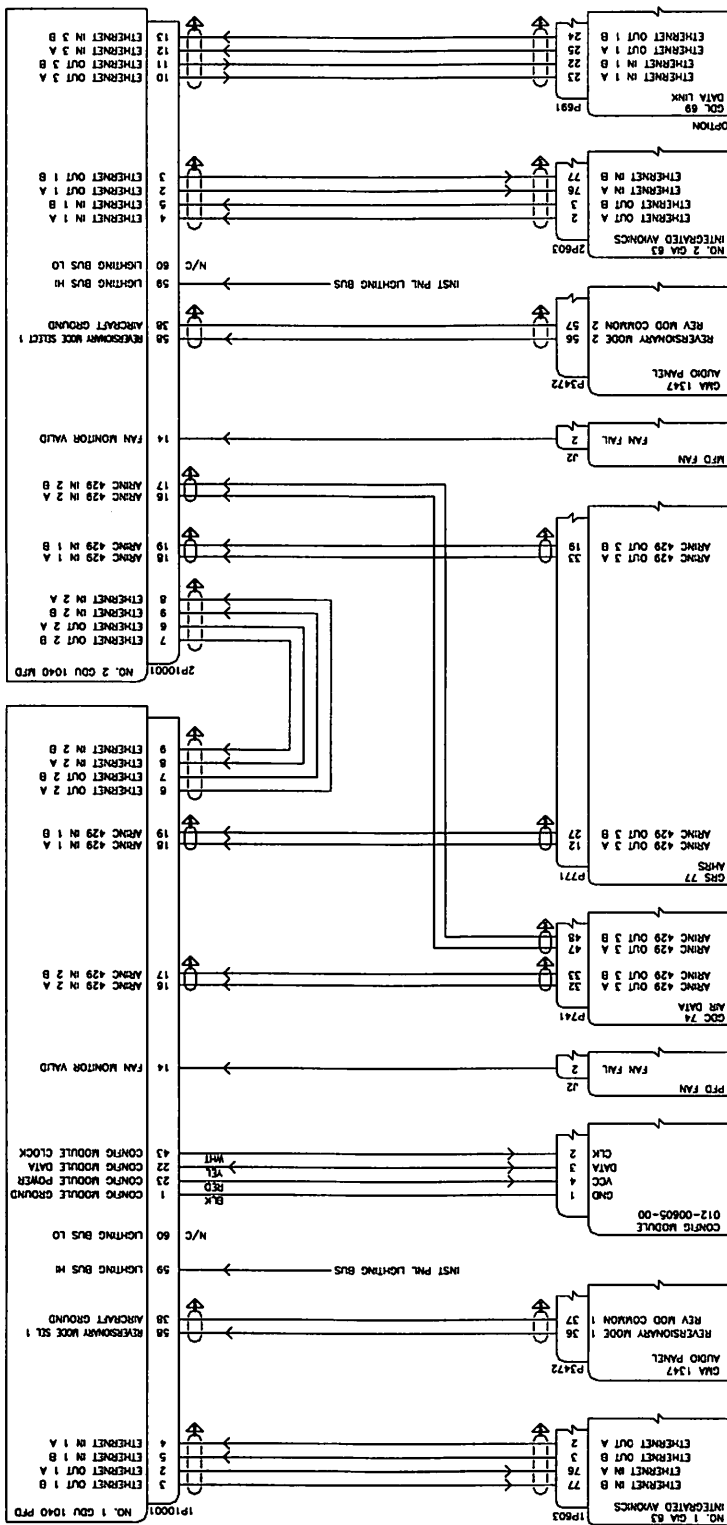 NO. 1 GIA 63
INTEGRATED AVIONICS
1P603
1P10001
NO. 1 GDU 1040 PFD
ETHERNET IN B 77 3 ETHERNET OUT 1 B
ETHERNET IN A 76 2 ETHERNET OUT 1 A
ETHERNET OUT B 3 5 ETHERNET IN 1 B
ETHERNET OUT A 2 4 ETHERNET IN 1 A
GMA 1347
AUDIO PANEL
P3472
REVERSIONARY MODE 1 36 58 REVERSIONARY MODE SEL 1
REV MOD COMMON 1 37 38 AIRCRAFT GROUND
INST PNL LIGHTING BUS 59 LIGHTING BUS HI
N/C 60 LIGHTING BUS LO
CONFIG MODULE
012-00605-00
GND 1 BLK 1 CONFIG MODULE GROUND
VCC 4 RED 23 CONFIG MODULE POWER
DATA 3 YEL 22 CONFIG MODULE DATA
CLK 2 WHT 43 CONFIG MODULE CLOCK
PFD FAN
J2
FAN FAIL 2 14 FAN MONITOR VALID
GDC 74
AIR DATA
P741
ARINC 429 OUT 3 A 32 16 ARINC 429 IN 2 A
ARINC 429 OUT 3 B 33 17 ARINC 429 IN 2 B
ARINC 429 OUT 3 A 47
ARINC 429 OUT 3 B 48
GRS 77
AHRS
P771
ARINC 429 OUT 3 A 12 18 ARINC 429 IN 1 A
ARINC 429 OUT 3 B 27 19 ARINC 429 IN 1 B
6 ETHERNET OUT 2 A
7 ETHERNET OUT 2 B
8 ETHERNET IN 2 A
9 ETHERNET IN 2 B
2P10001
NO. 2 GDU 1040 MFD
7 ETHERNET OUT 2 B
6 ETHERNET OUT 2 A
9 ETHERNET IN 2 B
8 ETHERNET IN 2 A
ARINC 429 OUT 3 A 33 18 ARINC 429 IN 1 A
ARINC 429 OUT 3 B 19 19 ARINC 429 IN 1 B
16 ARINC 429 IN 2 A
17 ARINC 429 IN 2 B
MFD FAN
J2
FAN FAIL 2 14 FAN MONITOR VALID
GMA 1347
AUDIO PANEL
P3472
REVERSIONARY MODE 2 56 58 REVERSIONARY MODE SELECT 1
REV MOD COMMON 2 57 38 AIRCRAFT GROUND
INST PNL LIGHTING BUS 59 LIGHTING BUS HI
N/C 60 LIGHTING BUS LO
NO. 2 GIA 63
INTEGRATED AVIONICS
2P603
ETHERNET OUT A 2 4 ETHERNET IN 1 A
ETHERNET OUT B 3 5 ETHERNET IN 1 B
ETHERNET IN A 76 2 ETHERNET OUT 1 A
ETHERNET IN B 77 3 ETHERNET OUT 1 B
OPTION
GDL 69
DATA LINK
P691
ETHERNET IN 1 A 23 10 ETHERNET OUT 3 A
ETHERNET IN 1 B 22 11 ETHERNET OUT 3 B
ETHERNET OUT 1 A 25 12 ETHERNET IN 3 A
ETHERNET OUT 1 B 24 13 ETHERNET IN 3 B